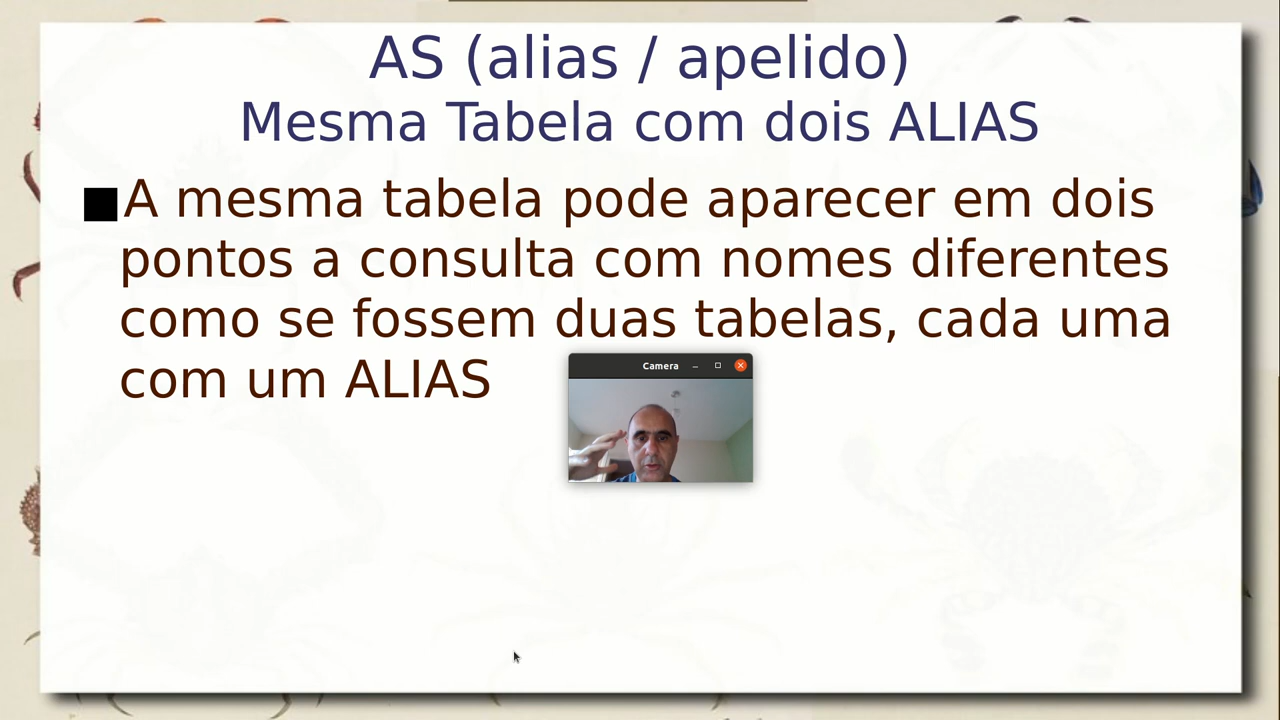 AS (alias / apelido)
Mesma Tabela com dois ALIAS
A mesma tabela pode aparecer em dois
pontos a consulta com nomes diferentes
como se fossem duas tabelas, cada uma
com um ALIAS
Camera